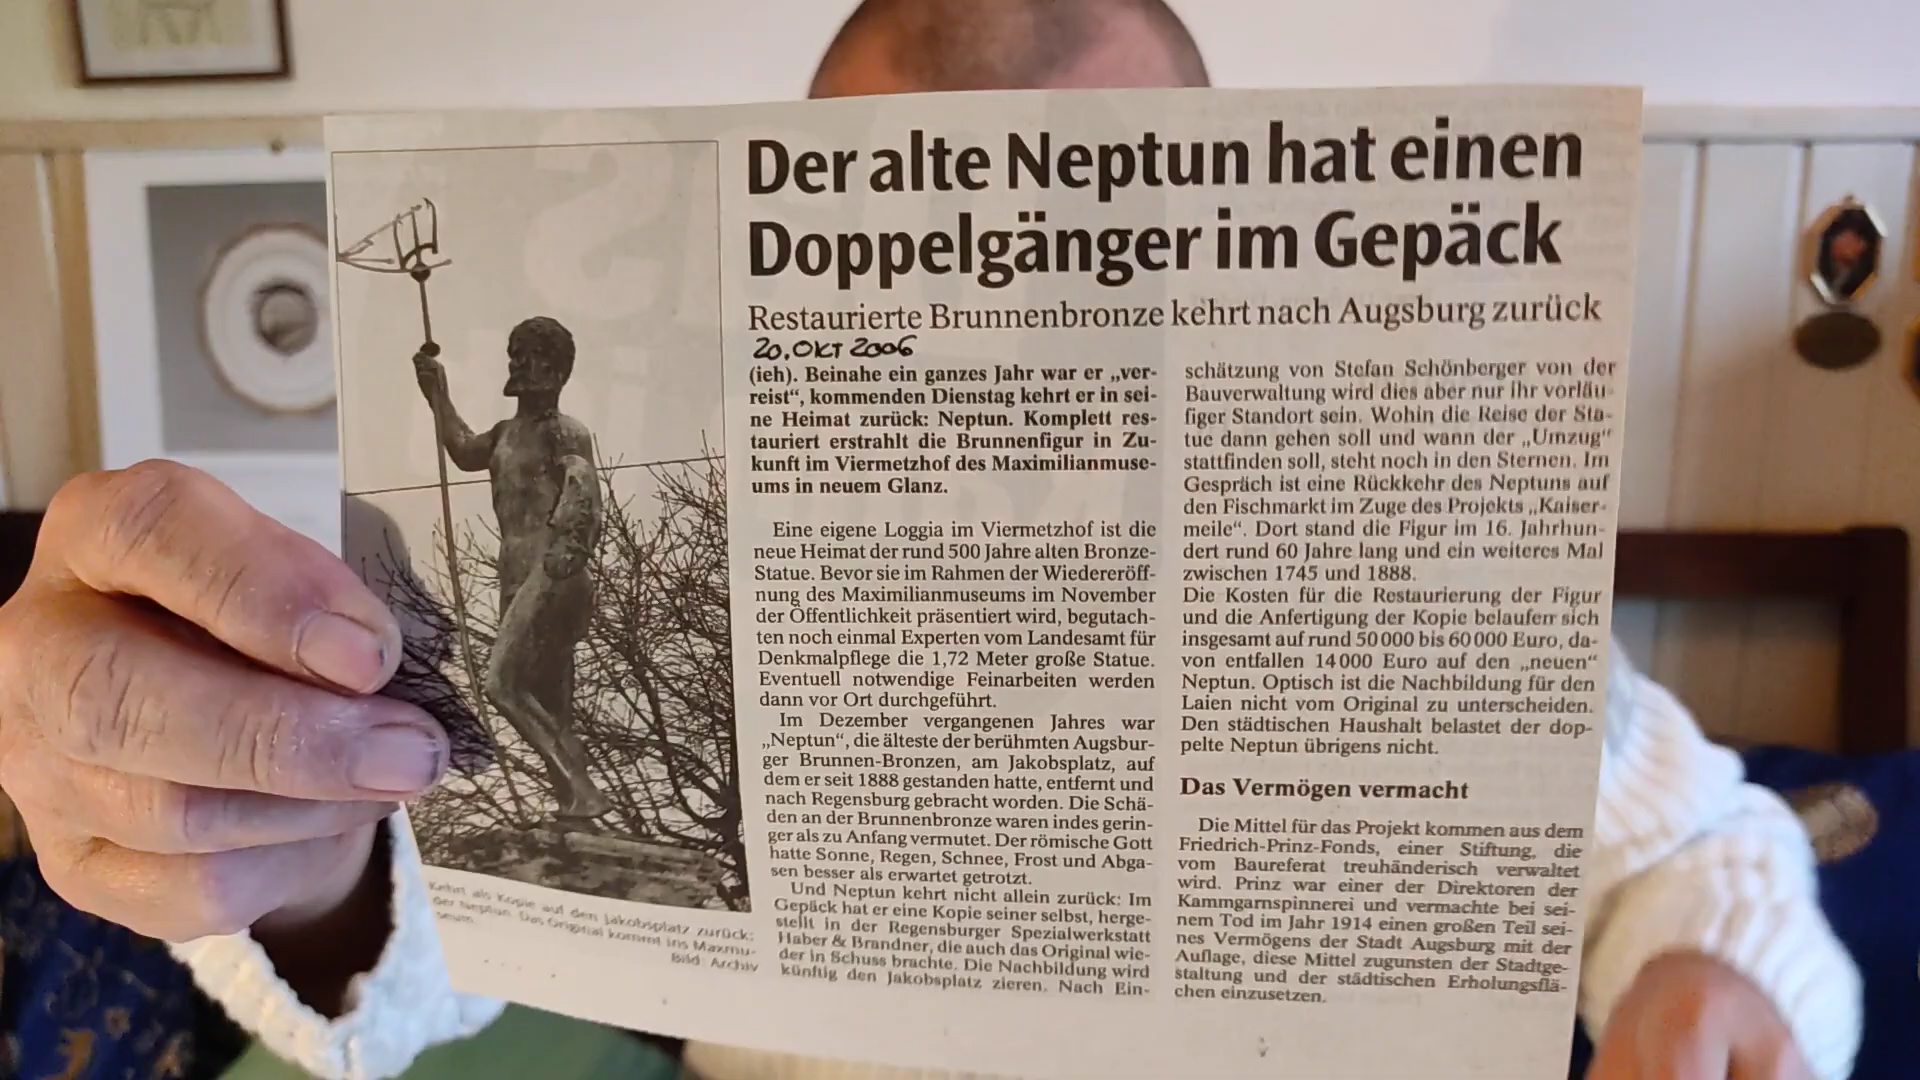 Der alte Neptun hat einen
Doppelgänger im Gepäck
Restaurierte Brunnenbronze kehrt nach Augsburg zurück
20. OKT 2006
(ieh). Beinahe ein ganzes Jahr war er „ver-
reist“, kommenden Dienstag kehrt er in sei-
ne Heimat zurück: Neptun. Komplett res-
tauriert erstrahlt die Brunnenfigur in Zu-
kunft im Viermetzhof des Maximilianmuse-
ums in neuem Glanz.
Eine eigene Loggia im Viermetzhof ist die
neue Heimat der rund 500 Jahre alten Bronze-
Statue. Bevor sie im Rahmen der Wiedereröff-
nung des Maximilianmuseums im November
der Öffentlichkeit präsentiert wird, begutach-
ten noch einmal Experten vom Landesamt für
Denkmalpflege die 1,72 Meter große Statue.
Eventuell notwendige Feinarbeiten werden
dann vor Ort durchgeführt.
Im Dezember vergangenen Jahres war
„Neptun“, die älteste der berühmten Augsbur-
ger Brunnen-Bronzen, am Jakobsplatz, auf
dem er seit 1888 gestanden hatte, entfernt und
nach Regensburg gebracht worden. Die Schä-
den an der Brunnenbronze waren indes gerin-
ger als zu Anfang vermutet. Der römische Gott
hatte Sonne, Regen, Schnee, Frost und Abga-
sen besser als erwartet getrotzt.
Und Neptun kehrt nicht allein zurück: Im
Gepäck hat er eine Kopie seiner selbst, herge-
stellt in der Regensburger Spezialwerkstatt
Haber & Brandner, die auch das Original wie-
der in Schuss brachte. Die Nachbildung wird
künftig den Jakobsplatz zieren. Nach Ein-
schätzung von Stefan Schönberger von der
Bauverwaltung wird dies aber nur ihr vorläu-
figer Standort sein. Wohin die Reise der Sta-
tue dann gehen soll und wann der „Umzug“
stattfinden soll, steht noch in den Sternen. Im
Gespräch ist eine Rückkehr des Neptuns auf
den Fischmarkt im Zuge des Projekts „Kaiser-
meile“. Dort stand die Figur im 16. Jahrhun-
dert rund 60 Jahre lang und ein weiteres Mal
zwischen 1745 und 1888.
Die Kosten für die Restaurierung der Figur
und die Anfertigung der Kopie belaufen sich
insgesamt auf rund 50 000 bis 60 000 Euro, da-
von entfallen 14 000 Euro auf den „neuen“
Neptun. Optisch ist die Nachbildung für den
Laien nicht vom Original zu unterscheiden.
Den städtischen Haushalt belastet der dop-
pelte Neptun übrigens nicht.
Das Vermögen vermacht
Die Mittel für das Projekt kommen aus dem
Friedrich-Prinz-Fonds, einer Stiftung, die
vom Baureferat treuhänderisch verwaltet
wird. Prinz war einer der Direktoren der
Kammgarnspinnerei und vermachte bei sei-
nem Tod im Jahr 1914 einen großen Teil sei-
nes Vermögens der Stadt Augsburg mit der
Auflage, diese Mittel zugunsten der Stadtge-
staltung und der städtischen Erholungsflä-
chen einzusetzen.
Kehrt als Kopie auf den Jakobsplatz zurück:
der Neptun. Das Original kommt ins Maxmu-
seum.
Bild: Archiv